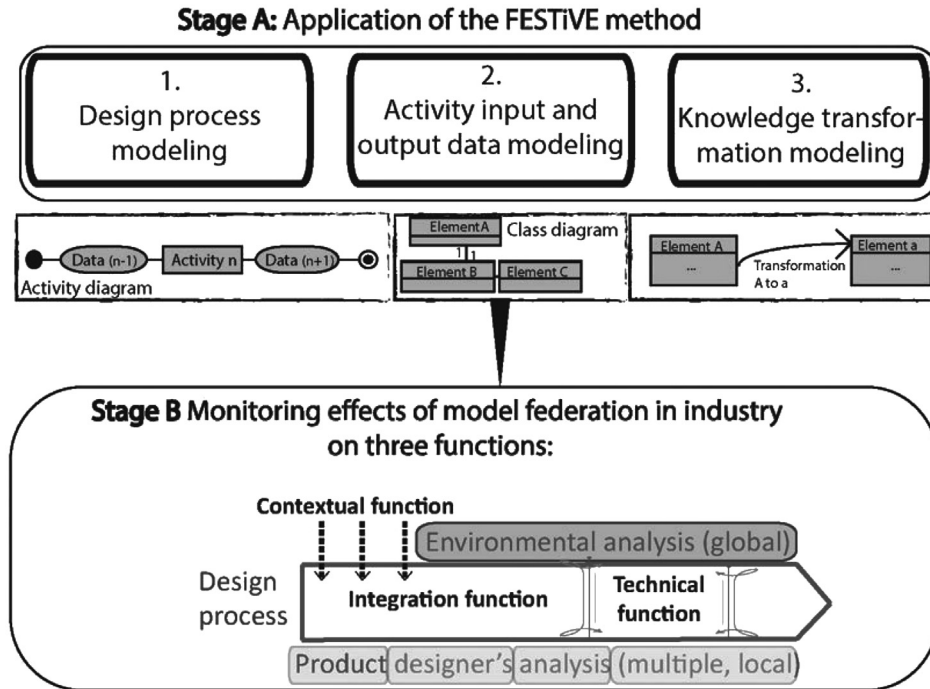 Stage A: Application of the FESTiVE method
1.
Design process
modeling
2.
Activity input and
output data modeling
3.
Knowledge transfor-
mation modeling
Data (n-1)
Activity n
Data (n+1)
Activity diagram
Element A
Class diagram
1
1
Element B
Element C
Element A
...
Transformation
A to a
Element a
...
Stage B Monitoring effects of model federation in industry
on three functions:
Contextual function
Environmental analysis (global)
Design
process
Integration function
Technical
function
Product designer's analysis (multiple, local)